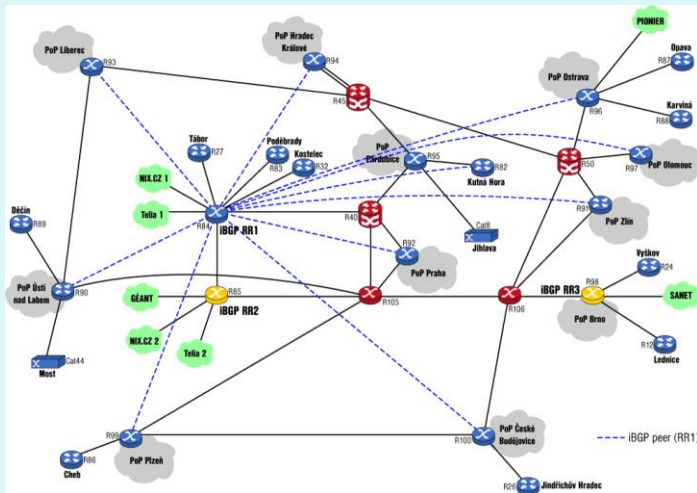 PIONIER
Opava
R87
PoP Hradec
Králové
R94
PoP Liberec
R93
PoP Ostrava
R96
Karviná
R88
R45
Tábor
R27
Poděbrady
R83
Kostelec
R32
PoP
Pardubice
R95
R82
Kutná Hora
R50
PoP Olomouc
R97
NIX.CZ 1
Telia 1
R84
iBGP RR1
R40
R91
PoP Zlín
Děčín
R89
Cat8
Jihlava
R92
PoP Praha
Vyškov
R24
PoP Ústí
nad Labem
R90
GÉANT
R85
iBGP RR2
R105
R106
iBGP RR3
R98
PoP Brno
SANET
NIX.CZ 2
Telia 2
R12
Lednice
Cat44
Most
R99
PoP Plzeň
R86
Cheb
R100
PoP České
Budějovice
iBGP peer (RR1)
R26
Jindřichův Hradec